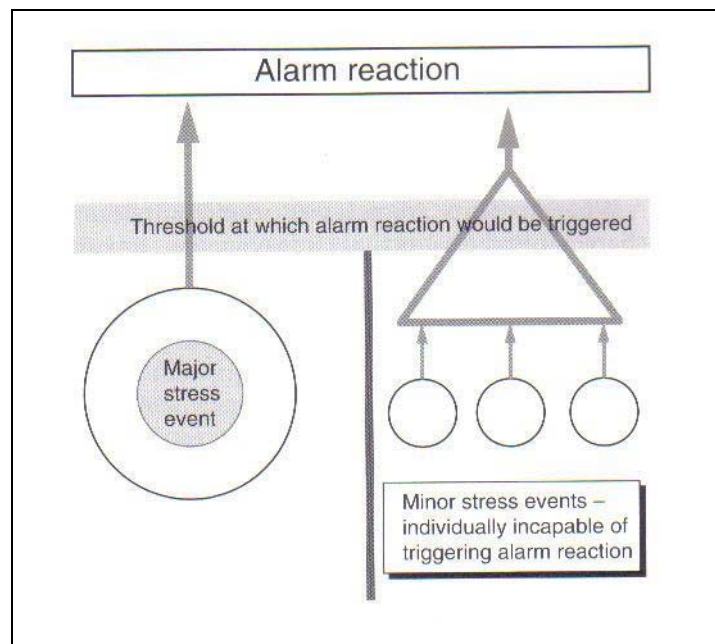 Alarm reaction
Threshold at which alarm reaction would be triggered
Major
stress
event
Minor stress events –
individually incapable of
triggering alarm reaction